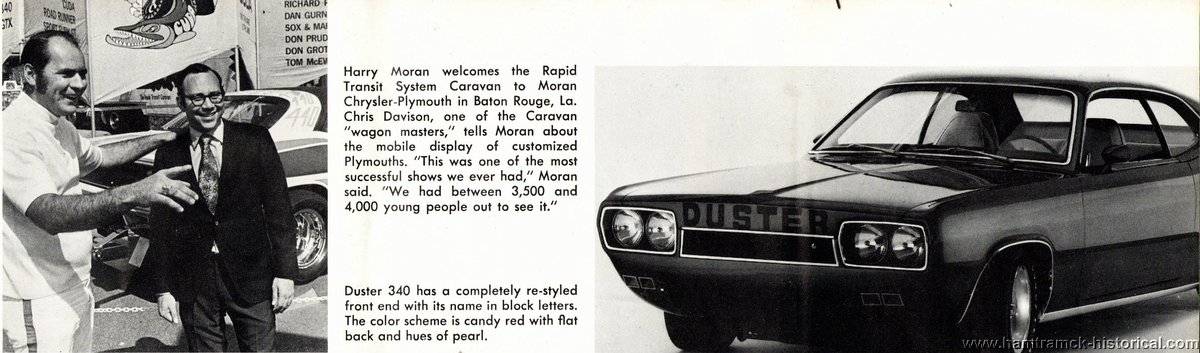 340
GTX
'CUDA
ROAD RUNNER
RICHARD P
DAN GURN
SOX & MAR
DON PRUD
DON GROT
TOM McEW
Harry Moran welcomes the Rapid
Transit System Caravan to Moran
Chrysler-Plymouth in Baton Rouge, La.
Chris Davison, one of the Caravan
"wagon masters," tells Moran about
the mobile display of customized
Plymouths. "This was one of the most
successful shows we ever had," Moran
said. "We had between 3,500 and
4,000 young people out to see it."
Duster 340 has a completely re-styled
front end with its name in block letters.
The color scheme is candy red with flat
back and hues of pearl.
DUSTER
www.hamtramck-historical.com